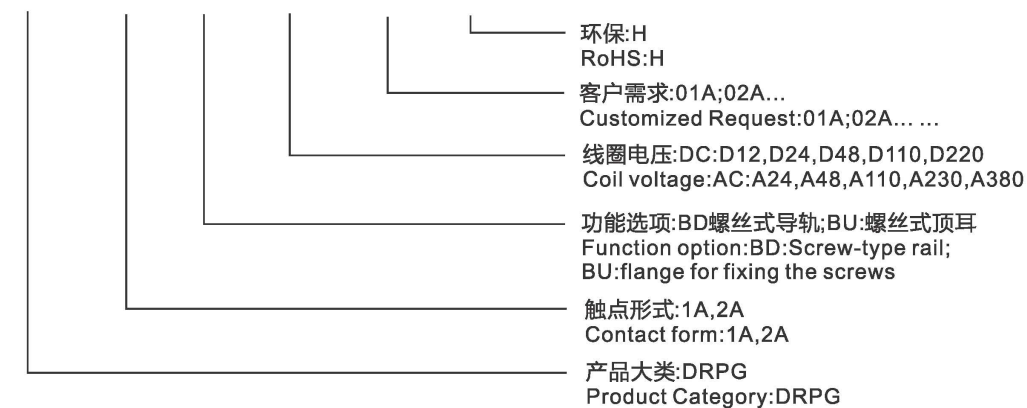 环保:H
RoHS:H
客户需求:01A;02A...
Customized Request:01A;02A... ...
线圈电压:DC:D12,D24,D48,D110,D220
Coil voltage:AC:A24,A48,A110,A230,A380
功能选项:BD螺丝式导轨;BU:螺丝式顶耳
Function option:BD:Screw-type rail;
BU:flange for fixing the screws
触点形式:1A,2A
Contact form:1A,2A
产品大类:DRPG
Product Category:DRPG